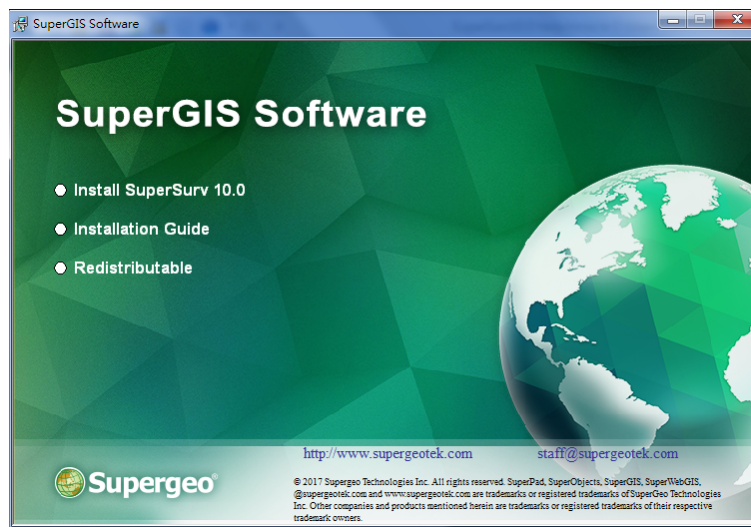 SuperGIS Software
SuperGIS Software
Install SuperSurv 10.0
Installation Guide
Redistributable
http://www.supergeotek.com staff@supergeotek.com
Supergeo®
© 2017 Supergeo Technologies Inc. All rights reserved. SuperPad, SuperObjects, SuperGIS, SuperWebGIS,
@supergeotek.com and www.supergeotek.com are trademarks or registered trademarks of SuperGeo Technologies
Inc. Other companies and products mentioned herein are trademarks or registered trademarks of their respective
trademark owners.